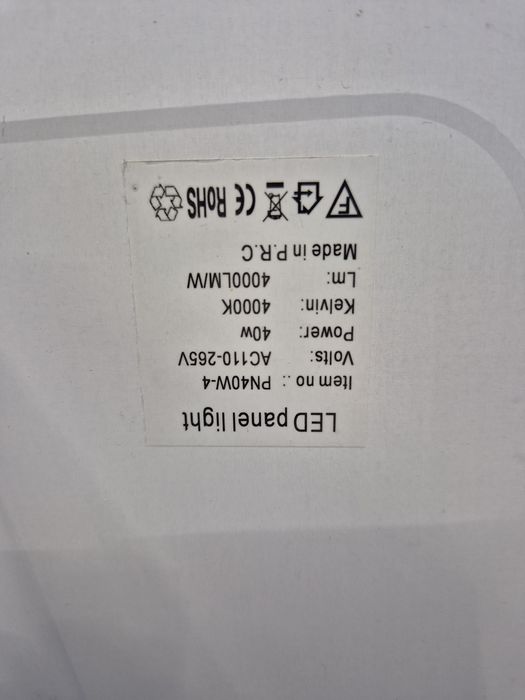 LED panel light
Item no .: PN40W-4
Volts: AC110-265V
Power: 40w
Kelvin: 4000K
Lm: 4000LM/W
Made in P.R.C
F CE RoHS